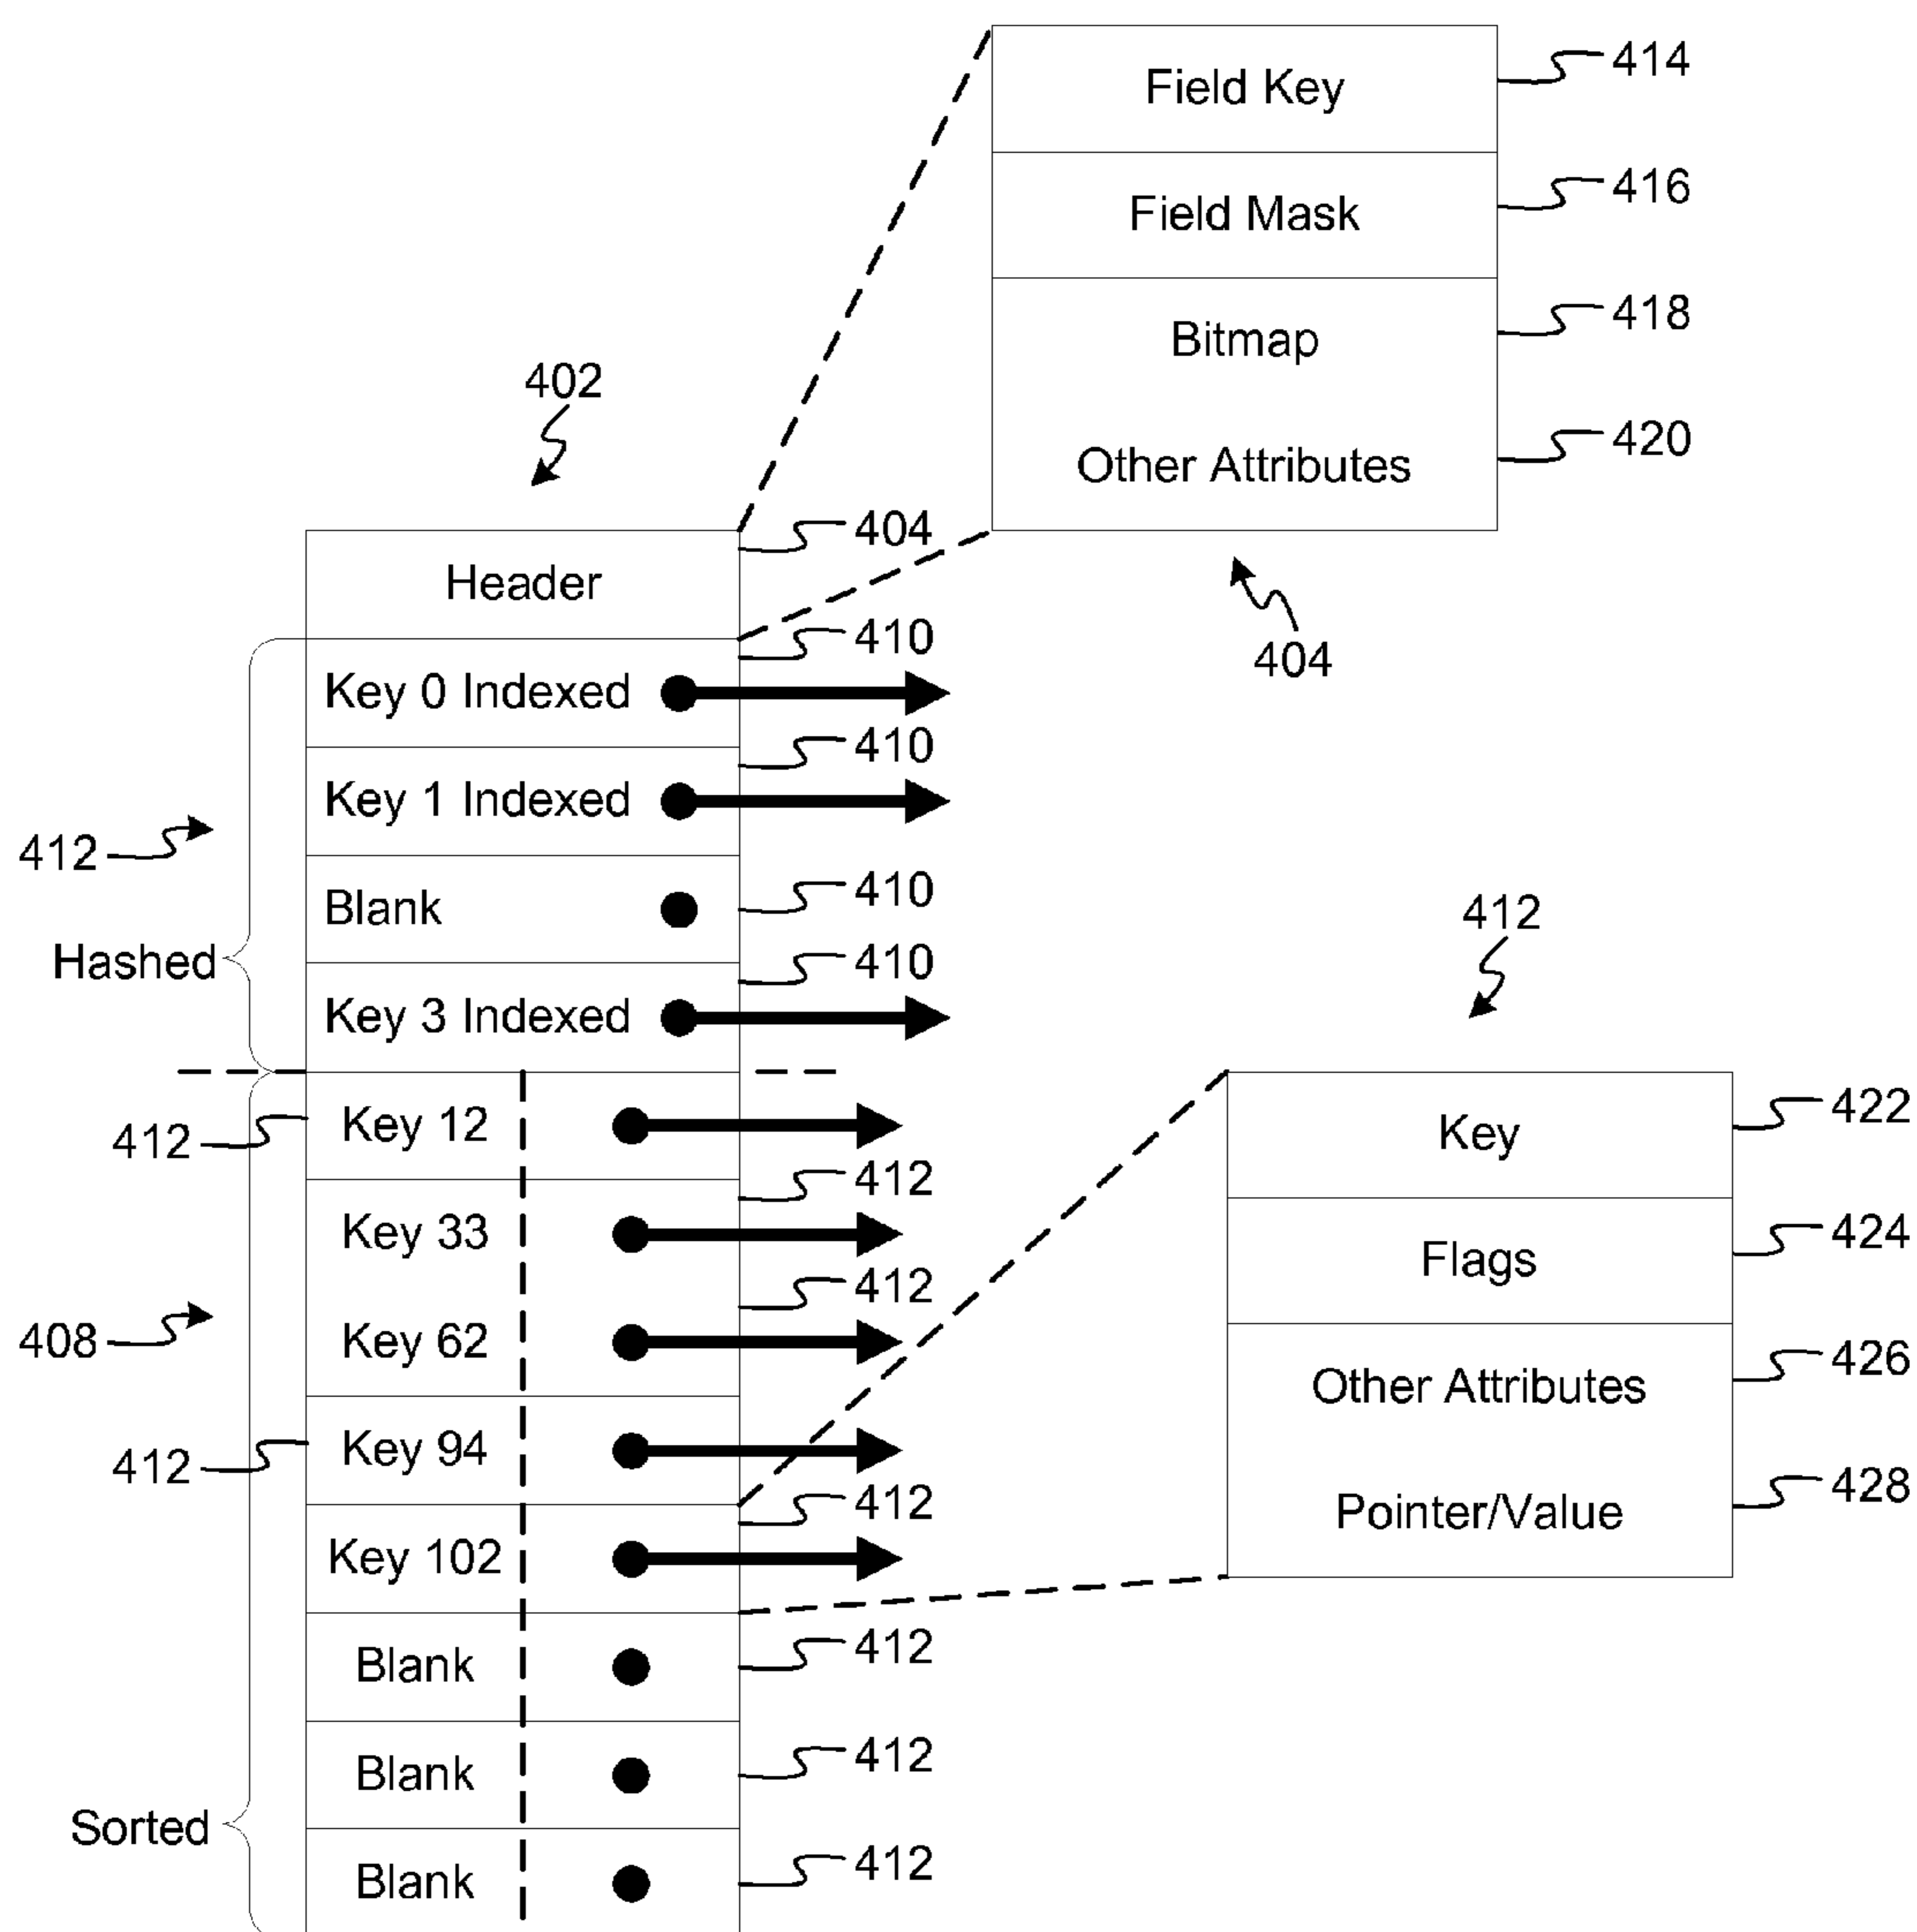 414
Field Key
416
Field Mask
418
Bitmap
420
Other Attributes
404
402
404
Header
410
Key 0 Indexed
410
Key 1 Indexed
412
410
Blank
Hashed
410
Key 3 Indexed
412
Key 12
412
412
Key 33
412
Key 62
408
Key 94
412
412
Key 102
412
Blank
412
Blank
Sorted
412
Blank
412
422
Key
424
Flags
426
Other Attributes
428
Pointer/Value